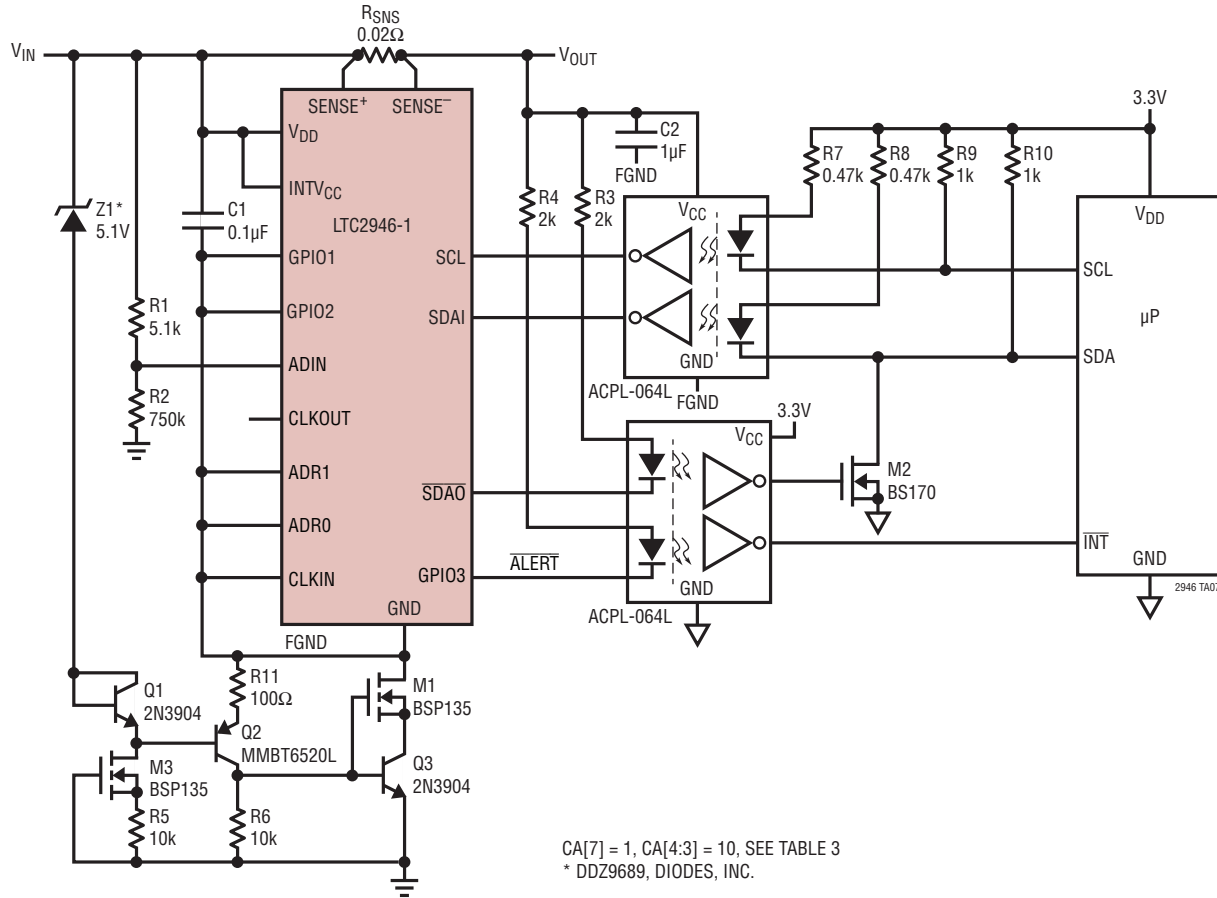 RSNS
0.02Ω
VIN
VOUT
SENSE+
SENSE–
VDD
INTVCC
LTC2946-1
GPIO1
GPIO2
ADIN
CLKOUT
ADR1
ADR0
CLKIN
SCL
SDAI
SDAO
GPIO3
GND
ALERT
FGND
Z1*
5.1V
C1
0.1µF
R1
5.1k
R2
750k
R4
2k
R3
2k
C2
1µF
FGND
VCC
GND
ACPL-064L
FGND
R7
0.47k
R8
0.47k
R9
1k
R10
1k
3.3V
VDD
SCL
µP
SDA
INT
GND
2946 TA07
3.3V
VCC
GND
ACPL-064L
M2
BS170
Q1
2N3904
R11
100Ω
Q2
MMBT6520L
M1
BSP135
Q3
2N3904
M3
BSP135
R5
10k
R6
10k
CA[7] = 1, CA[4:3] = 10, SEE TABLE 3
* DDZ9689, DIODES, INC.